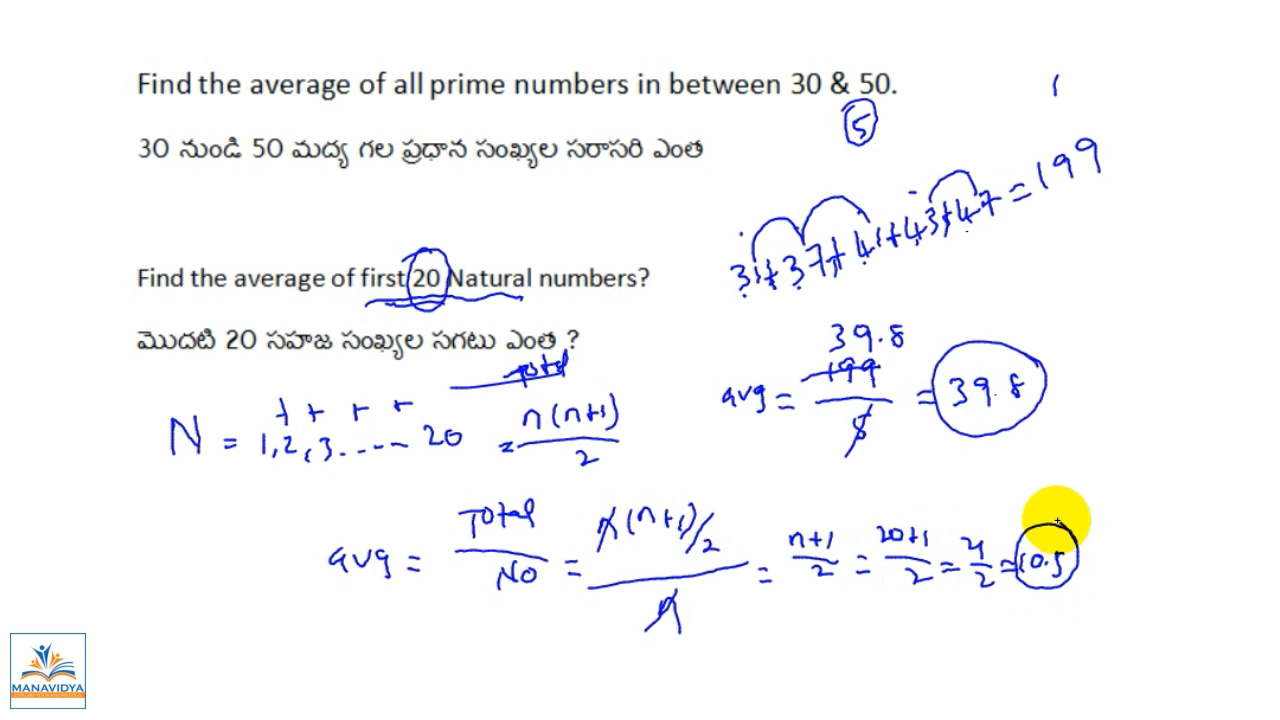 Find the average of all prime numbers in between 30 & 50.
5
30 నుండి 50 మద్య గల ప్రధాన సంఖ్యల సరాసరి ఎంత
31+37+41+43+47=199
Find the average of first 20 Natural numbers?
మొదటి 20 సహజ సంఖ్యల సగటు ఎంత ?
avg = 199/5 = 39.8
39.8
Total
N = 1,2,3.---- 20 = n(n+1)/2
+ + + +
avg = Total/No = n(n+1)/2/n = n+1/2 = 20+1/2 = 21/2 = 10.5
MANAVIDYA